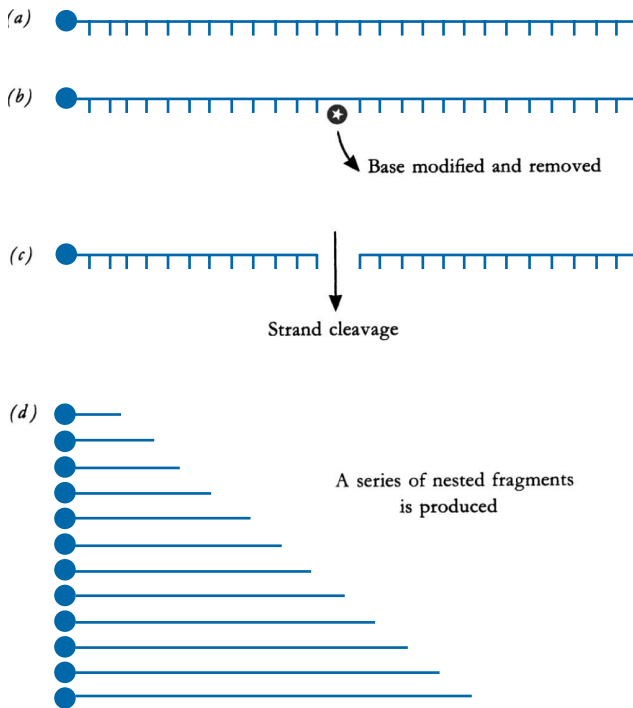 (a)
(b)
Base modified and removed
(c)
Strand cleavage
(d)
A series of nested fragments
is produced